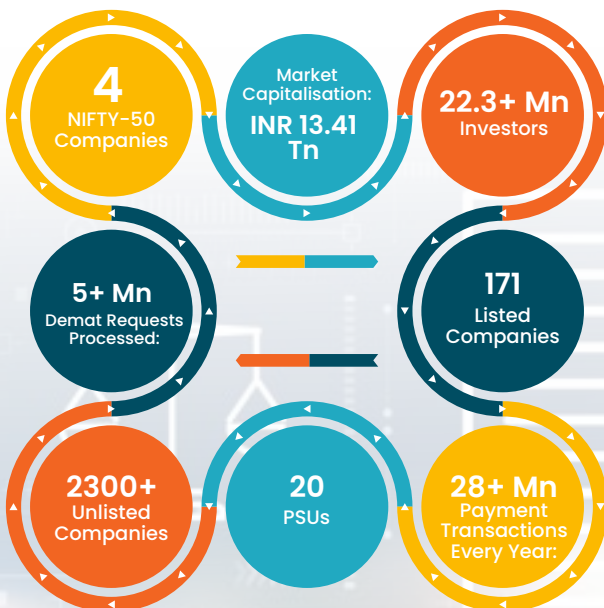 4
NIFTY-50
Companies
Market
Capitalisation:
INR 13.41
Tn
22.3+ Mn
Investors
5+ Mn
Demat Requests
Processed:
171
Listed
Companies
2300+
Unlisted
Companies
20
PSUs
28+ Mn
Payment
Transactions
Every Year: